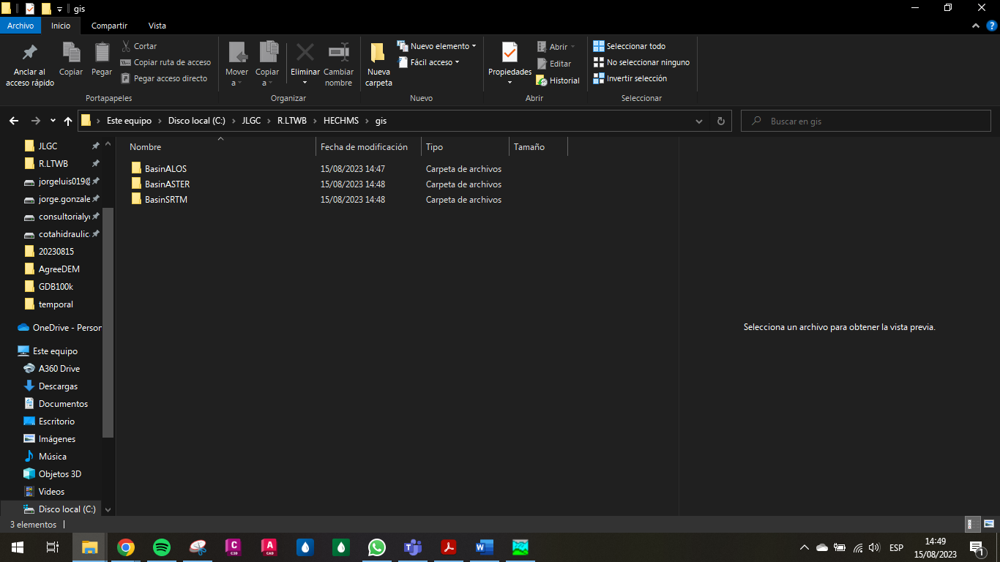 gis
Archivo Inicio Compartir Vista
Anclar al acceso rápido
Copiar
Pegar
Cortar
Copiar ruta de acceso
Pegar acceso directo
Portapapeles
Mover a
Copiar a
Eliminar
Cambiar nombre
Organizar
Nueva carpeta
Nuevo elemento
Fácil acceso
Nuevo
Propiedades
Abrir
Editar
Historial
Abrir
Seleccionar todo
No seleccionar ninguno
Invertir selección
Seleccionar
Este equipo > Disco local (C:) > JLGC > R.LTWB > HECHMS > gis
Buscar en gis
JLGC
R.LTWB
jorgeluis019@
jorge.gonzale
consultorialy
cotahidraulic
20230815
AgreeDEM
GDB100k
temporal
OneDrive - Person
Este equipo
A360 Drive
Descargas
Documentos
Escritorio
Imágenes
Música
Objetos 3D
Videos
Disco local (C:)
Nombre Fecha de modificación Tipo Tamaño
BasinALOS 15/08/2023 14:47 Carpeta de archivos
BasinASTER 15/08/2023 14:48 Carpeta de archivos
BasinSRTM 15/08/2023 14:48 Carpeta de archivos
Selecciona un archivo para obtener la vista previa.
3 elementos
C C3D
A CAD
W
ESP
14:49
15/08/2023
1